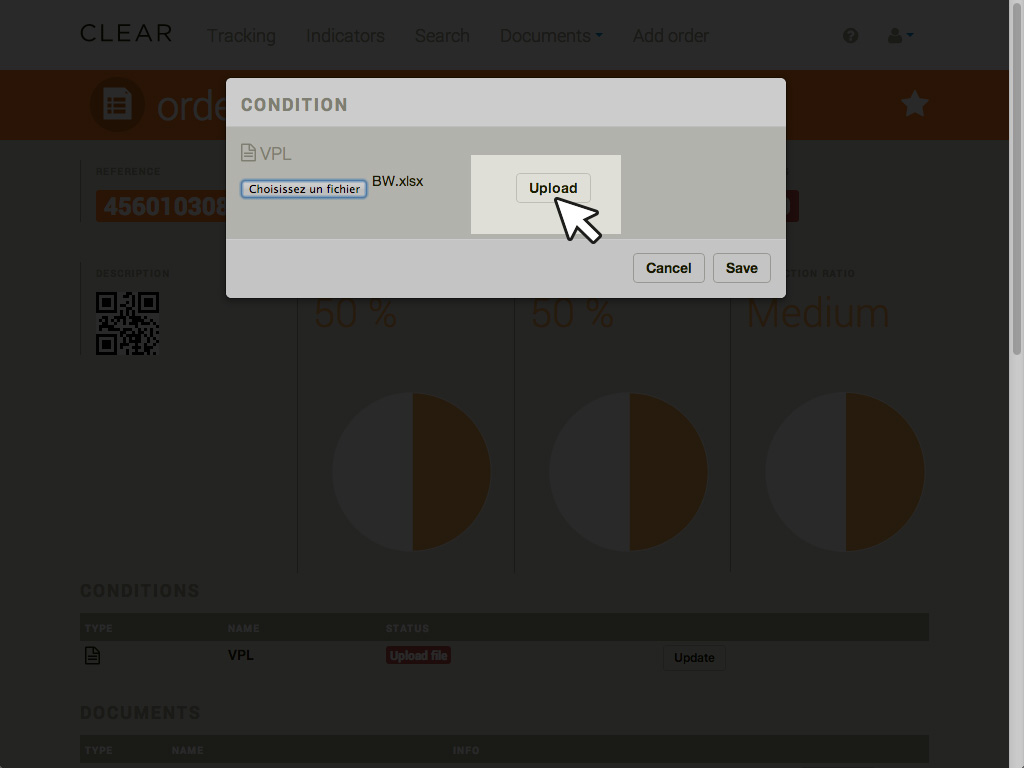 CLEAR Tracking Indicators Search Documents Add order
orde
CONDITION
VPL
Choisissez un fichier BW.xlsx Upload
Cancel Save
REFERENCE
456010308
DESCRIPTION
CTION RATIO
50 % 50 % Medium
CONDITIONS
TYPE NAME STATUS
VPL Upload file Update
DOCUMENTS
TYPE NAME INFO